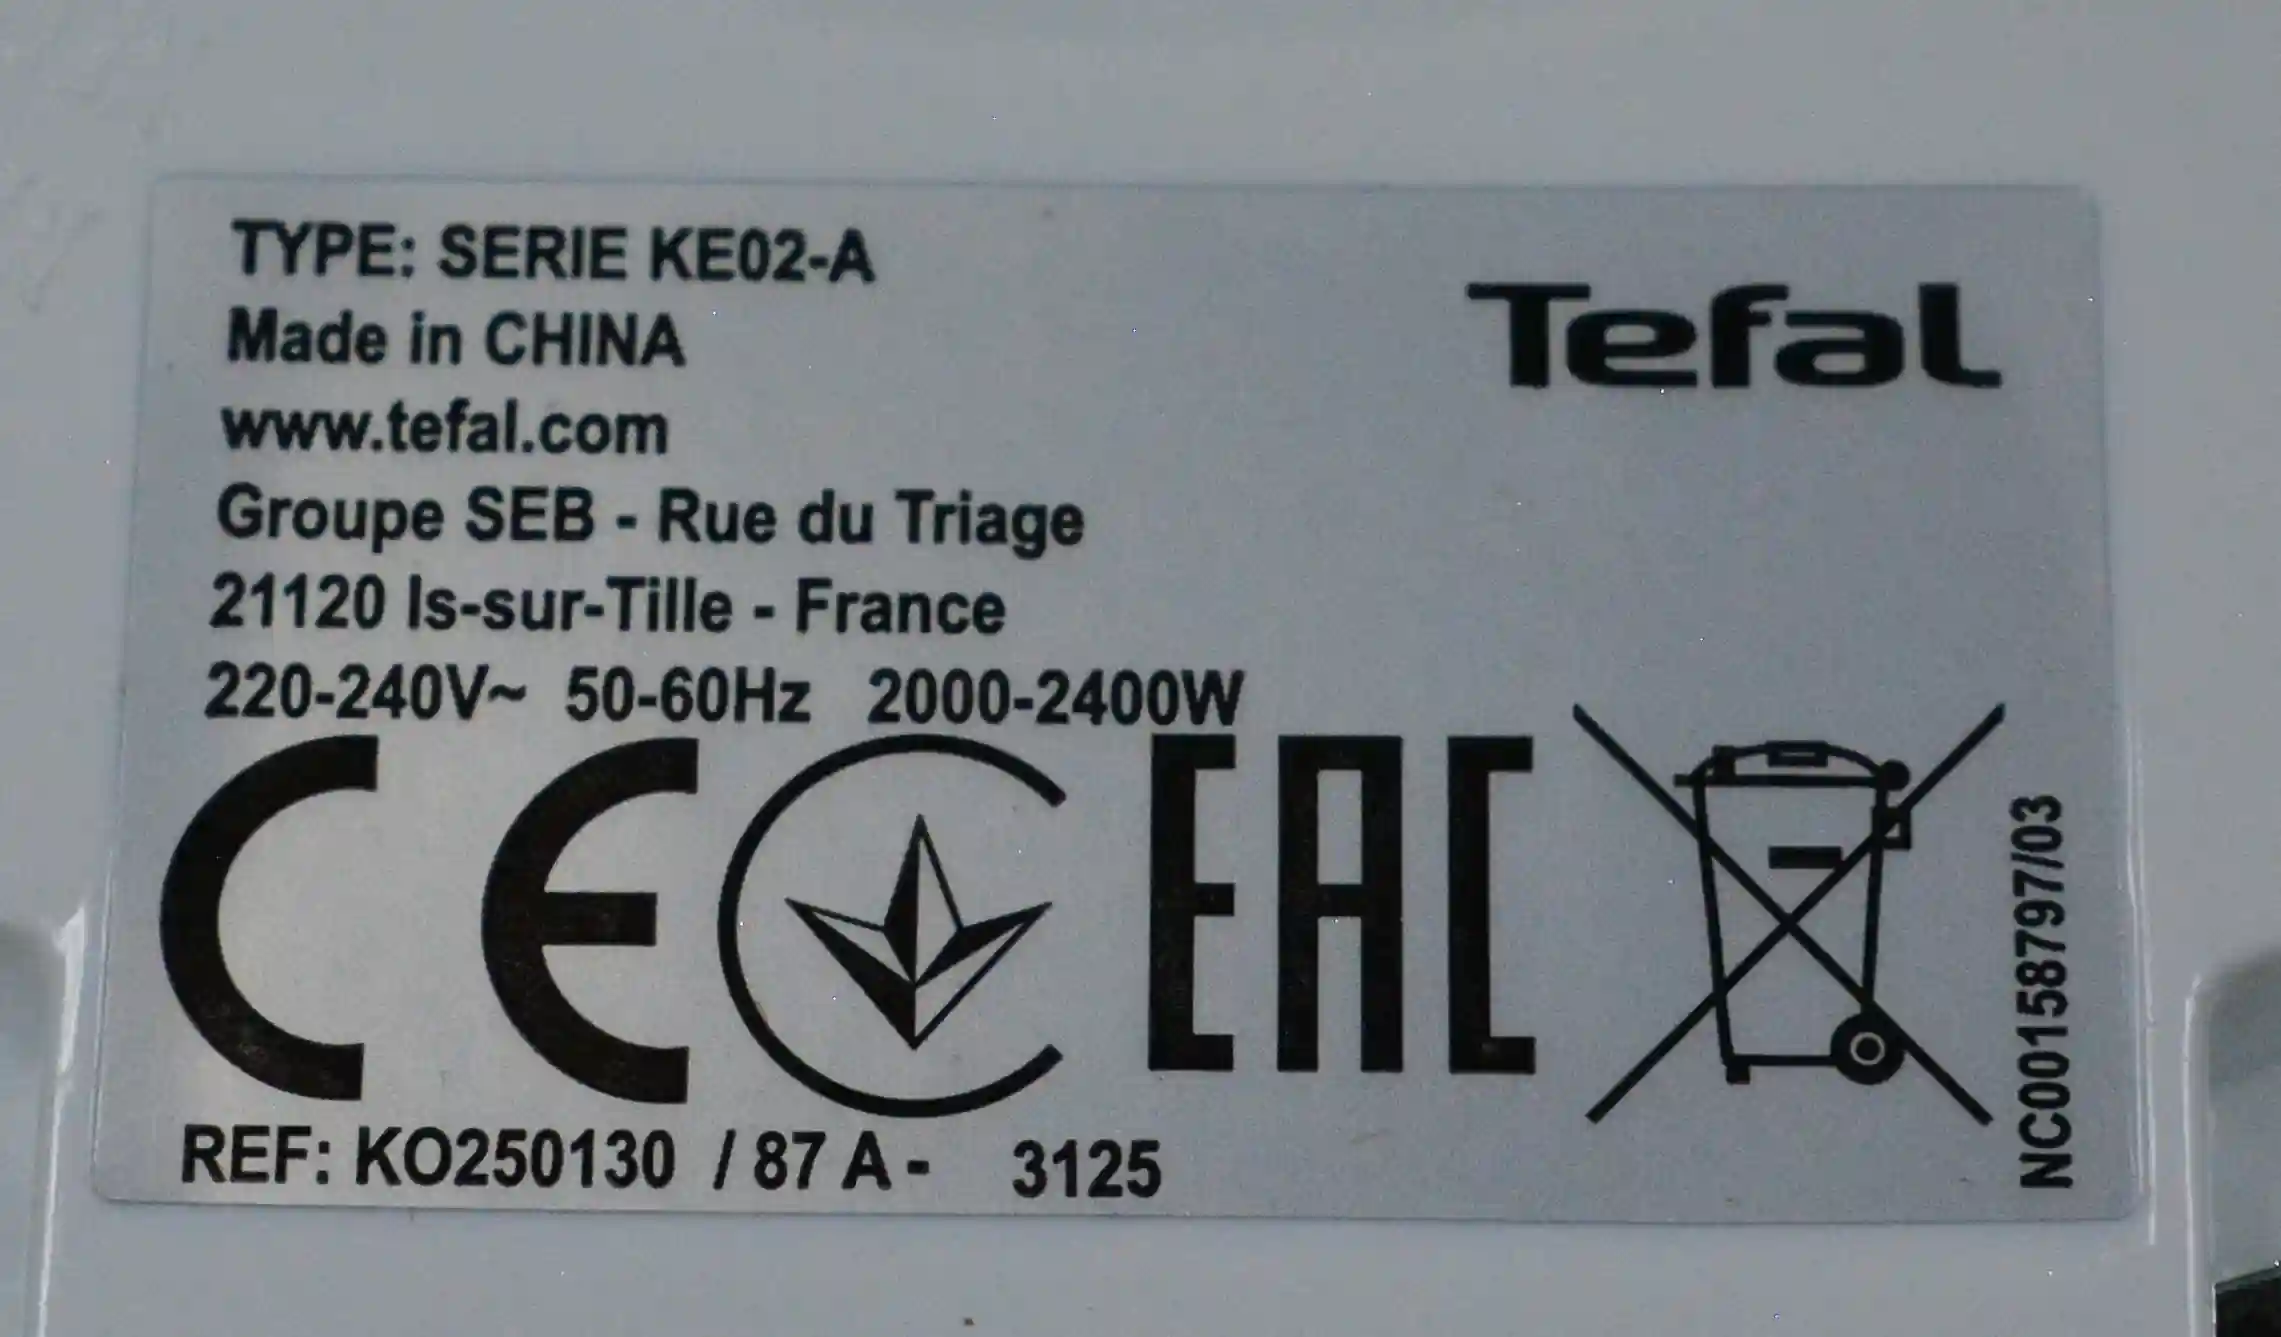 TYPE: SERIE KE02-A
Made in CHINA
www.tefal.com
Groupe SEB - Rue du Triage
21120 Is-sur-Tille - France
220-240V~ 50-60Hz 2000-2400W
Tefal
CE
EAC
NC00158797/03
REF: KO250130 / 87 A - 3125